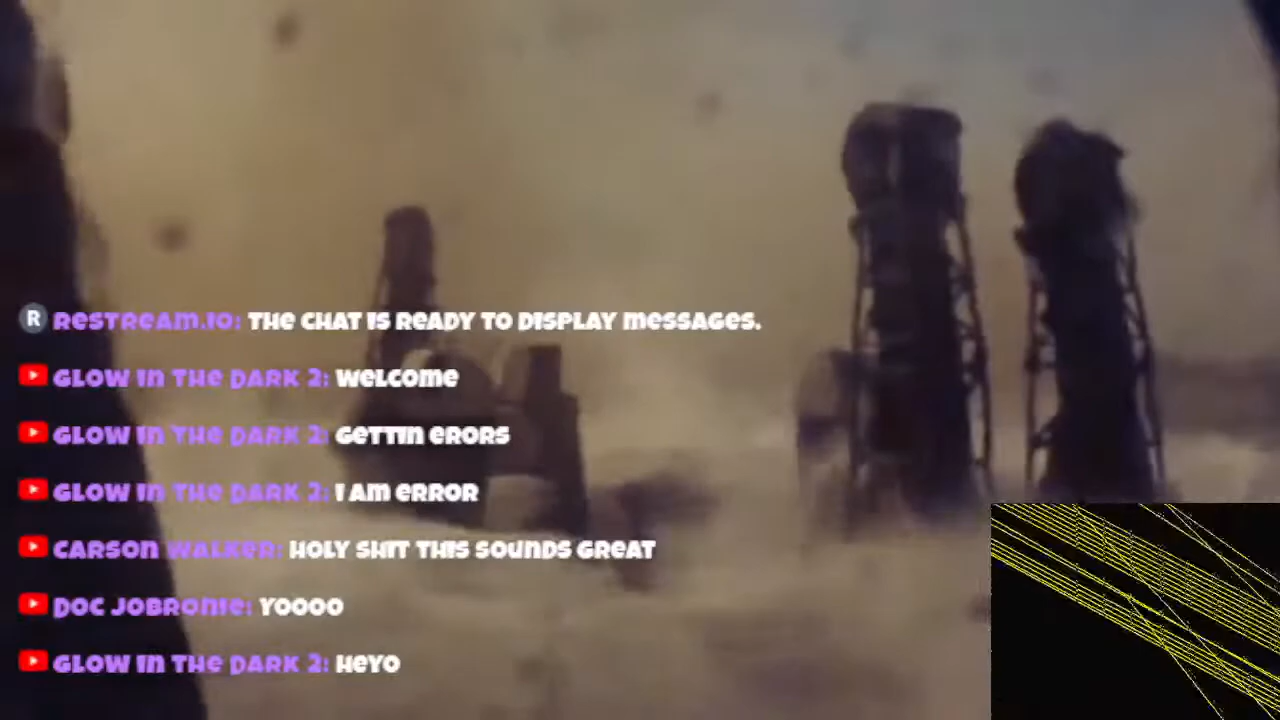 R Restream.io: The chat is ready to display messages.
Glow In The Dark 2: Welcome
Glow In The Dark 2: Gettin erors
Glow In The Dark 2: I am error
Carson Walker: Holy shit this sounds great
Doc Jobronie: Yoooo
Glow In The Dark 2: Heyo